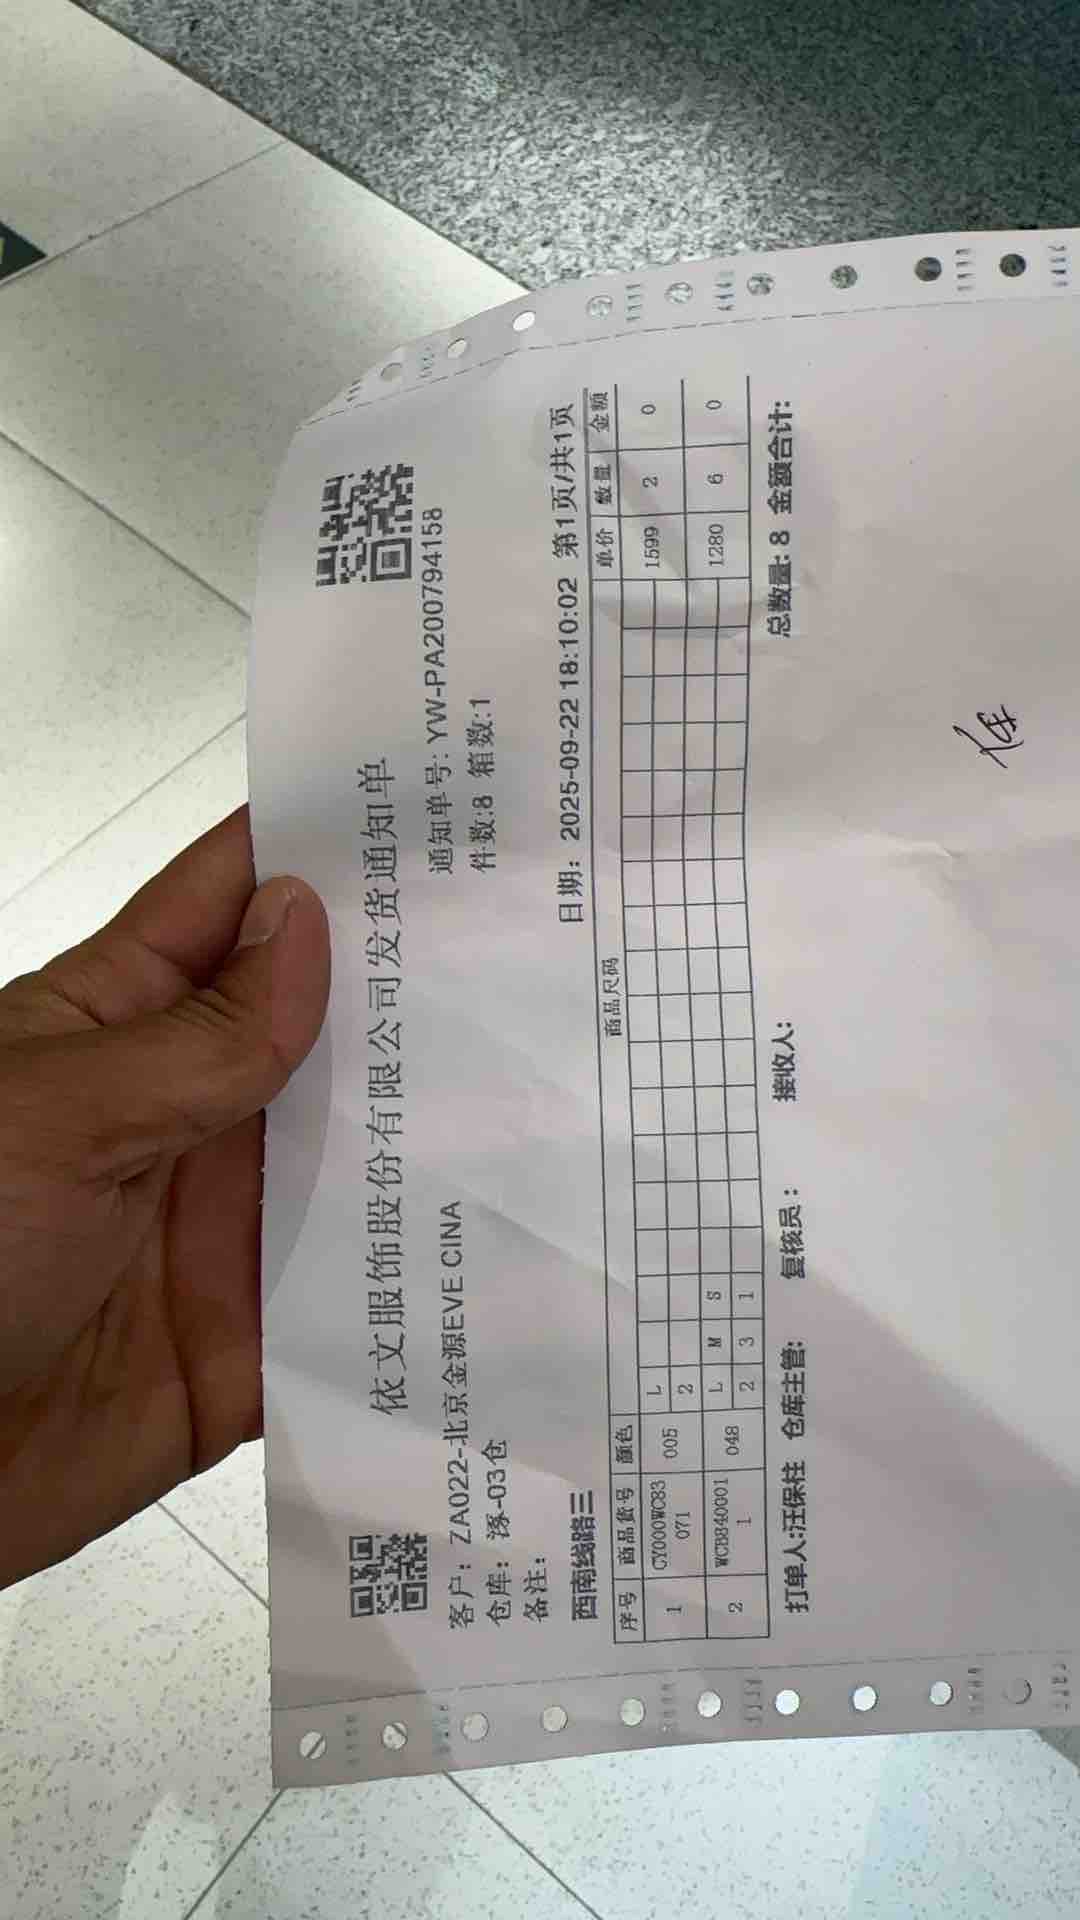 依文服饰股份有限公司发货通知单
客户: ZA022-北京金源EVE CINA 通知单号: YW-PA200794158
仓库: 涿-03仓 件数:8 箱数:1
备注:
西南线路三 日期: 2025-09-22 18:10:02 第1页/共1页
序号 商品货号 颜色 商品尺码 单价 数量 金额
1 CY000WC83071 005 L 1599 2 0
2
2 WCB8400011 048 L M S 1280 6 0
2 3 1
打单人:汪保柱 仓库主管: 复核员: 接收人: 总数量: 8 金额合计: